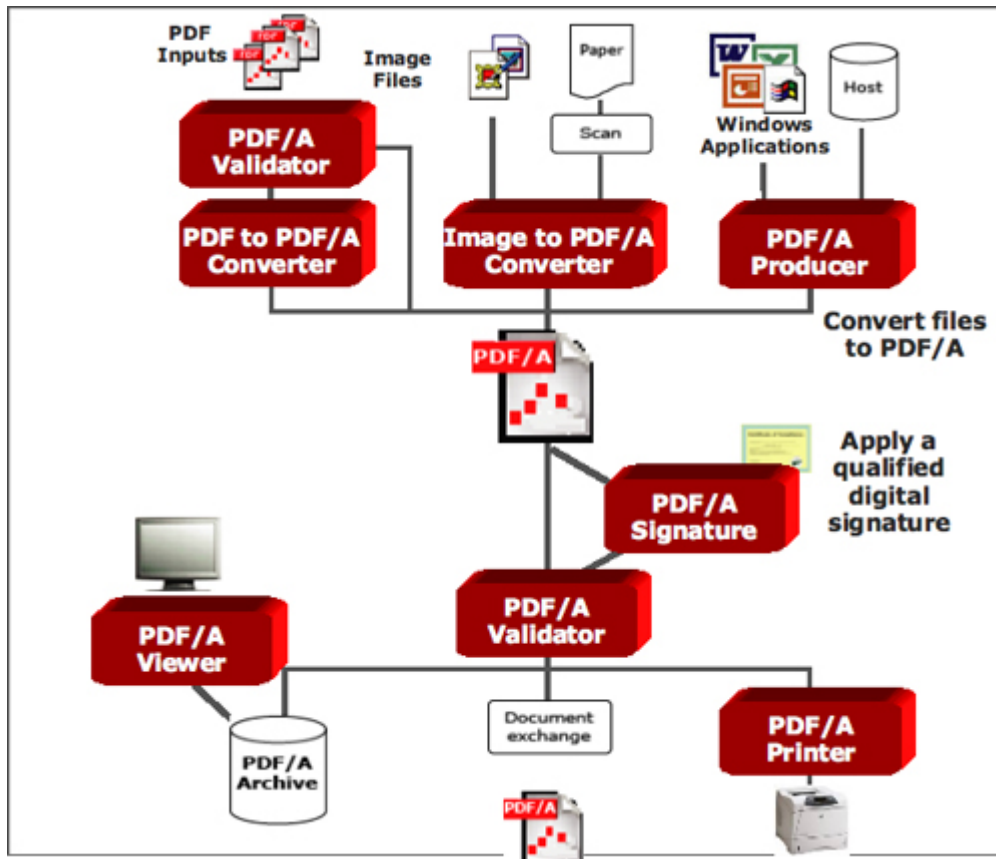 PDF
Inputs
Image
Files
Paper
Scan
Windows
Applications
Host
PDF/A
Validator
PDF to PDF/A
Converter
Image to PDF/A
Converter
PDF/A
Producer
Convert files
to PDF/A
PDF/A
Apply a
qualified
digital
signature
PDF/A
Signature
PDF/A
Validator
PDF/A
Viewer
PDF/A
Archive
Document
exchange
PDF/A
Printer
PDF/A